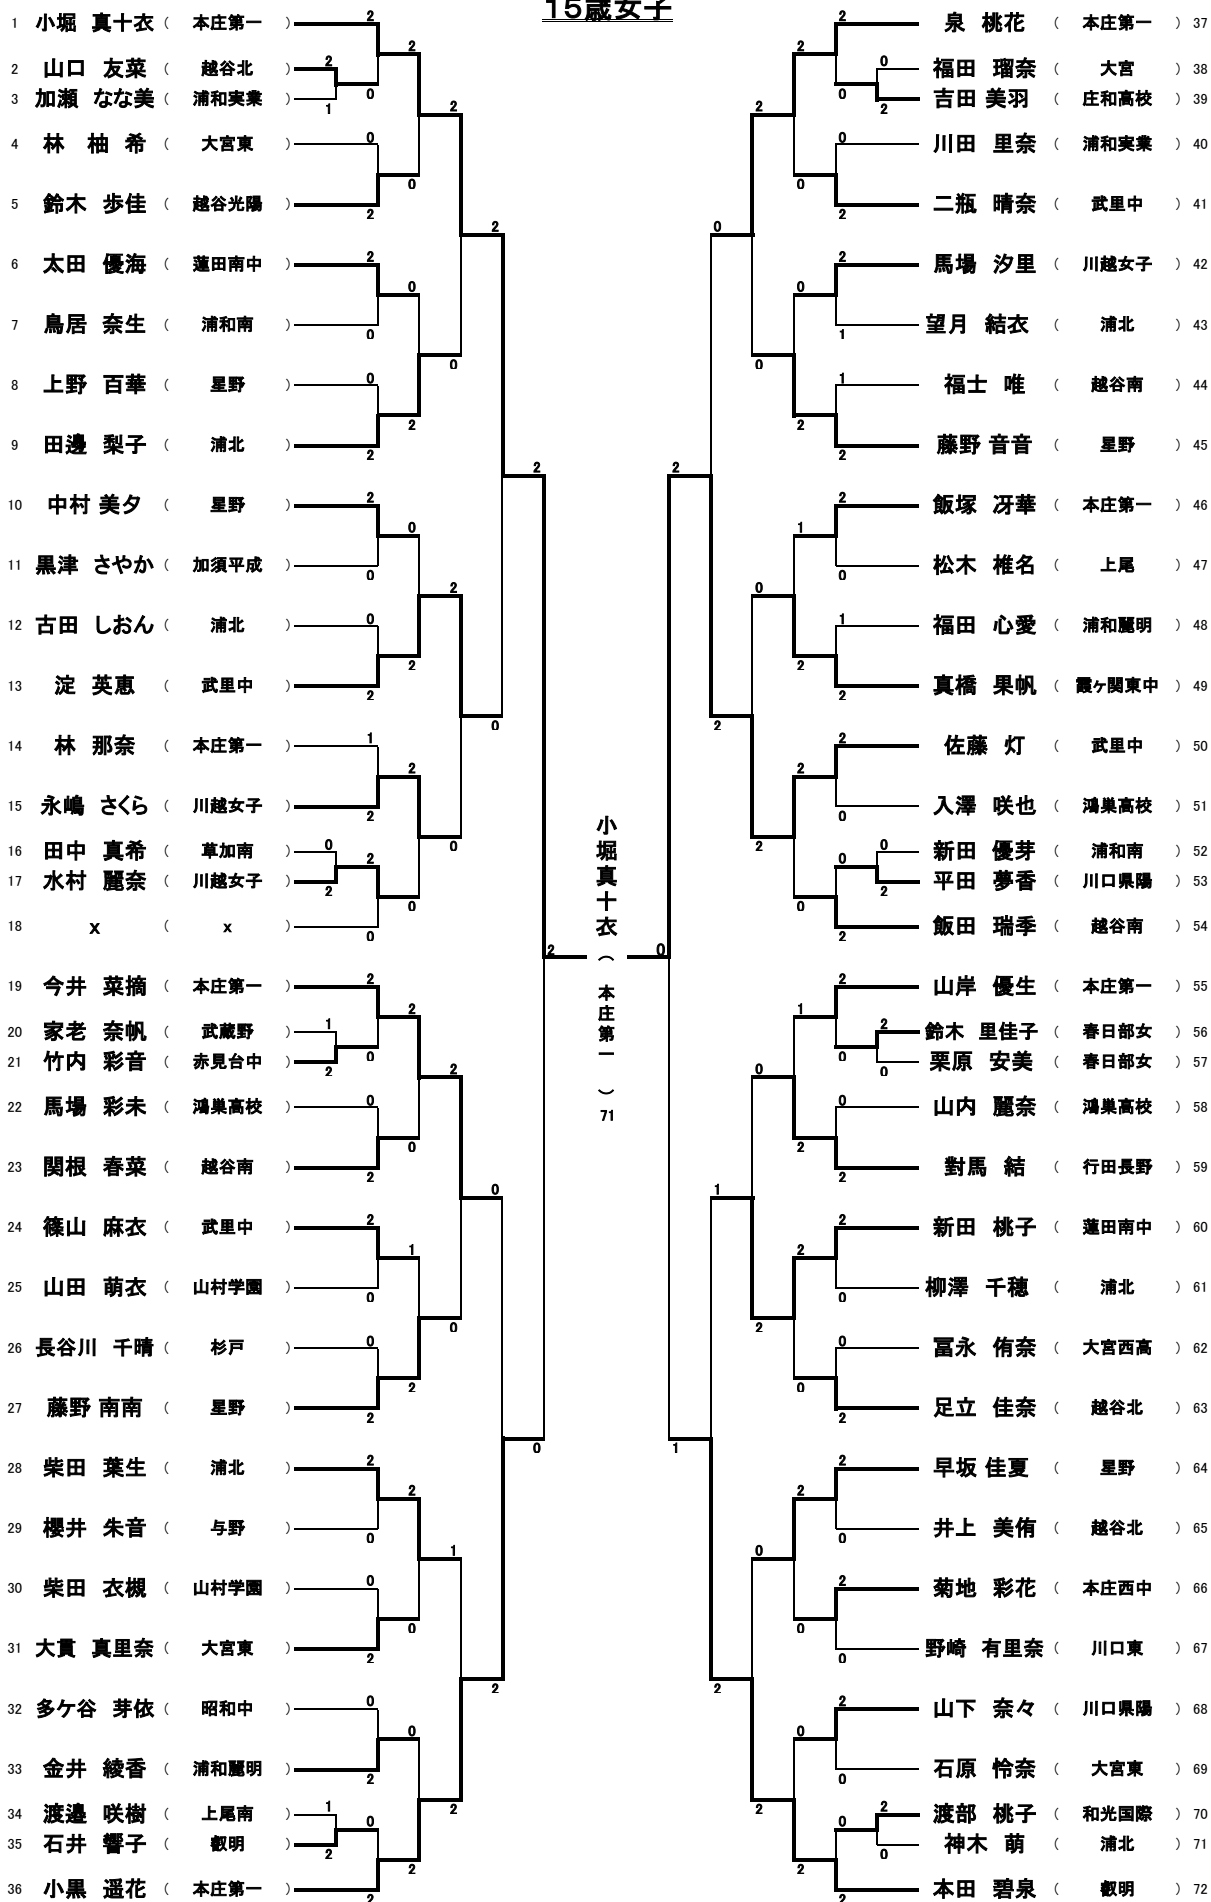 15歳女子
1 小堀 真十衣 ( 本庄第一 )
2 山口 友菜 ( 越谷北 )
3 加瀬 なな美 ( 浦和実業 )
4 林 柚希 ( 大宮東 )
5 鈴木 歩佳 ( 越谷光陽 )
6 太田 優海 ( 蓮田南中 )
7 鳥居 奈生 ( 浦和南 )
8 上野 百華 ( 星野 )
9 田邊 梨子 ( 浦北 )
10 中村 美夕 ( 星野 )
11 黒津 さやか ( 加須平成 )
12 古田 しおん ( 浦北 )
13 淀 英恵 ( 武里中 )
14 林 那奈 ( 本庄第一 )
15 永嶋 さくら ( 川越女子 )
16 田中 真希 ( 草加南 )
17 水村 麗奈 ( 川越女子 )
18 x ( x )
19 今井 菜摘 ( 本庄第一 )
20 家老 奈帆 ( 武蔵野 )
21 竹内 彩音 ( 赤見台中 )
22 馬場 彩未 ( 鴻巣高校 )
23 関根 春菜 ( 越谷南 )
24 篠山 麻衣 ( 武里中 )
25 山田 萌衣 ( 山村学園 )
26 長谷川 千晴 ( 杉戸 )
27 藤野 南南 ( 星野 )
28 柴田 葉生 ( 浦北 )
29 櫻井 朱音 ( 与野 )
30 柴田 衣槻 ( 山村学園 )
31 大貫 真里奈 ( 大宮東 )
32 多ケ谷 芽依 ( 昭和中 )
33 金井 綾香 ( 浦和麗明 )
34 渡邉 咲樹 ( 上尾南 )
35 石井 響子 ( 叡明 )
36 小黒 遥花 ( 本庄第一 )
小堀真十衣 ( 本庄第一 ) 71
泉 桃花 ( 本庄第一 ) 37
福田 瑠奈 ( 大宮 ) 38
吉田 美羽 ( 庄和高校 ) 39
川田 里奈 ( 浦和実業 ) 40
二瓶 晴奈 ( 武里中 ) 41
馬場 汐里 ( 川越女子 ) 42
望月 結衣 ( 浦北 ) 43
福士 唯 ( 越谷南 ) 44
藤野 音音 ( 星野 ) 45
飯塚 冴華 ( 本庄第一 ) 46
松木 椎名 ( 上尾 ) 47
福田 心愛 ( 浦和麗明 ) 48
真橋 果帆 ( 霞ヶ関東中 ) 49
佐藤 灯 ( 武里中 ) 50
入澤 咲也 ( 鴻巣高校 ) 51
新田 優芽 ( 浦和南 ) 52
平田 夢香 ( 川口県陽 ) 53
飯田 瑞季 ( 越谷南 ) 54
山岸 優生 ( 本庄第一 ) 55
鈴木 里佳子 ( 春日部女 ) 56
栗原 安美 ( 春日部女 ) 57
山内 麗奈 ( 鴻巣高校 ) 58
對馬 結 ( 行田長野 ) 59
新田 桃子 ( 蓮田南中 ) 60
柳澤 千穂 ( 浦北 ) 61
冨永 侑奈 ( 大宮西高 ) 62
足立 佳奈 ( 越谷北 ) 63
早坂 佳夏 ( 星野 ) 64
井上 美侑 ( 越谷北 ) 65
菊地 彩花 ( 本庄西中 ) 66
野崎 有里奈 ( 川口東 ) 67
山下 奈々 ( 川口県陽 ) 68
石原 怜奈 ( 大宮東 ) 69
渡部 桃子 ( 和光国際 ) 70
神木 萌 ( 浦北 ) 71
本田 碧泉 ( 叡明 ) 72